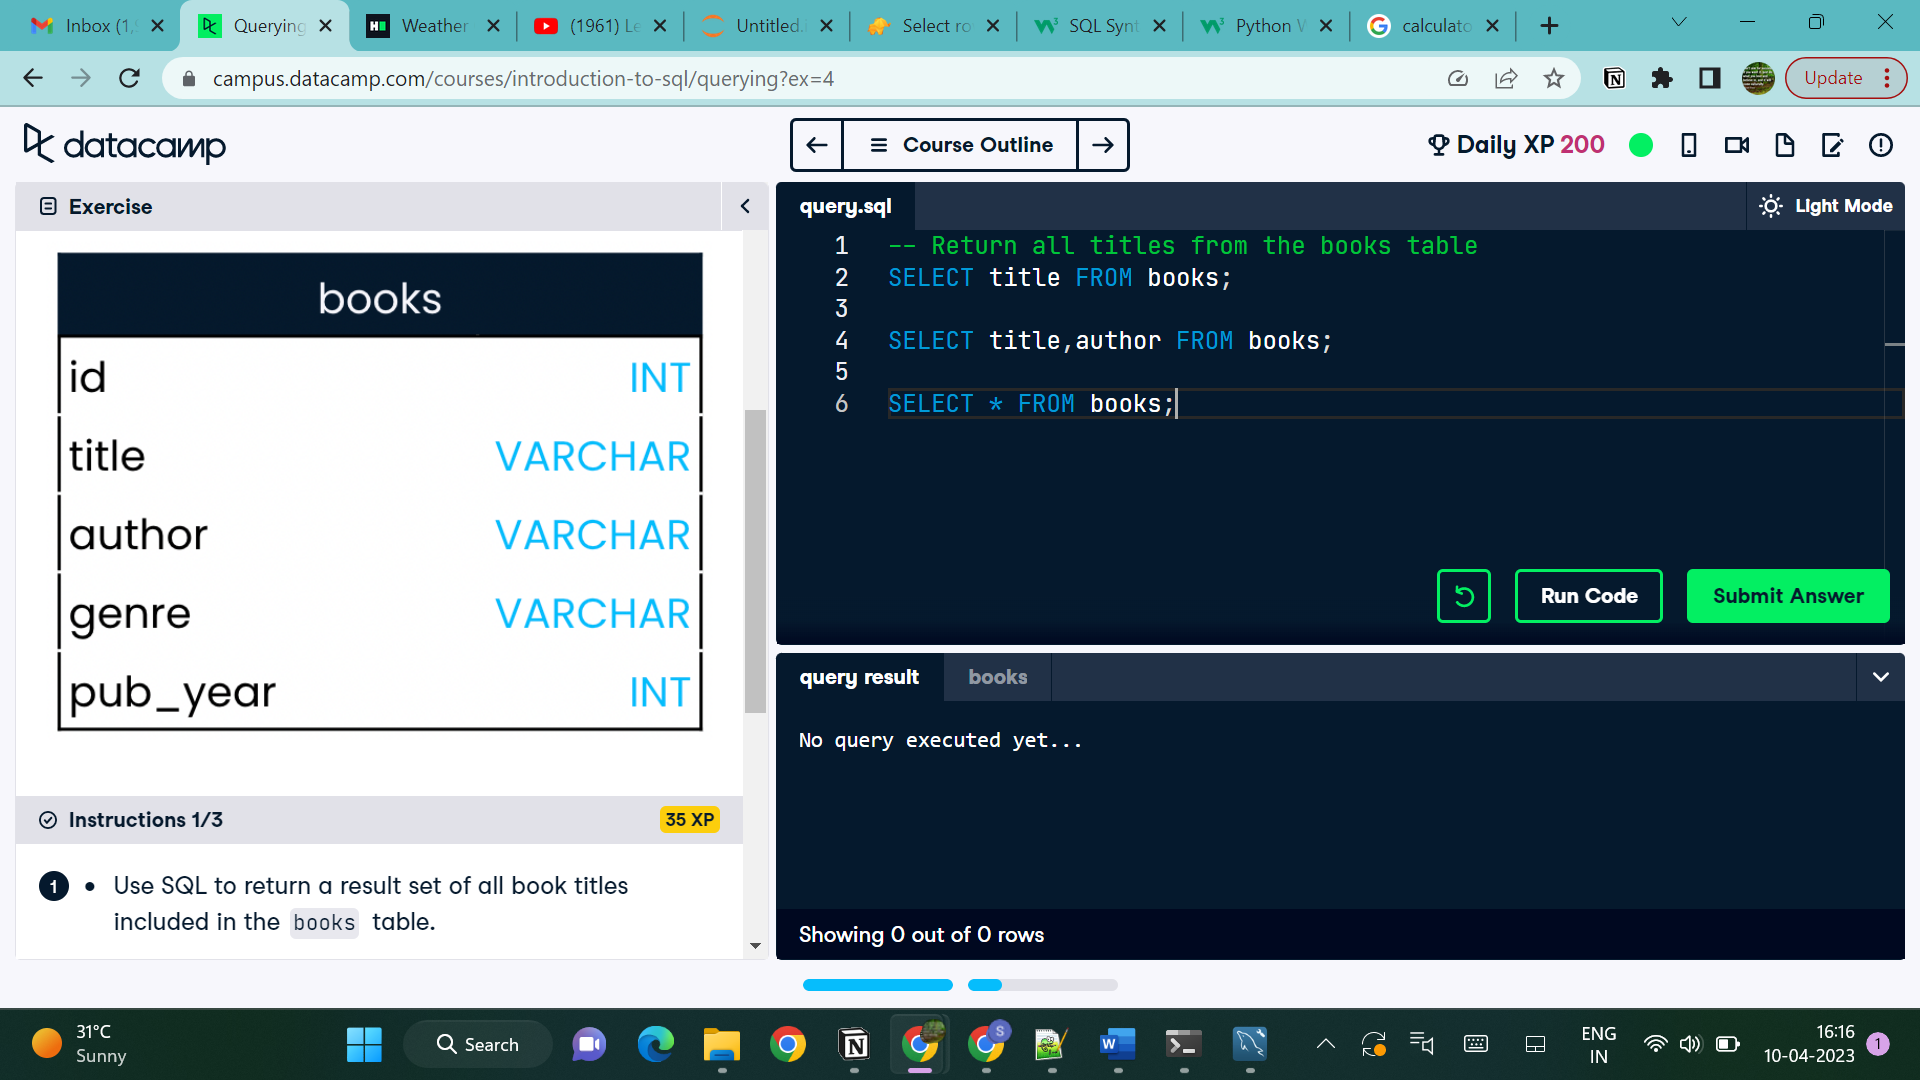 Inbox (1,
Querying
Weather
(1961) Le
Untitled.
Select ro
SQL Synt
Python W
calculato
campus.datacamp.com/courses/introduction-to-sql/querying?ex=4
Update
datacamp
Course Outline
Daily XP 200
Exercise
books
id INT
title VARCHAR
author VARCHAR
genre VARCHAR
pub_year INT
Instructions 1/3
35 XP
1 • Use SQL to return a result set of all book titles
included in the books table.
query.sql
Light Mode
1 -- Return all titles from the books table
2 SELECT title FROM books;
3
4 SELECT title,author FROM books;
5
6 SELECT * FROM books;
Run Code
Submit Answer
query result
books
No query executed yet...
Showing 0 out of 0 rows
31°C
Sunny
Search
ENG
IN
16:16
10-04-2023
1